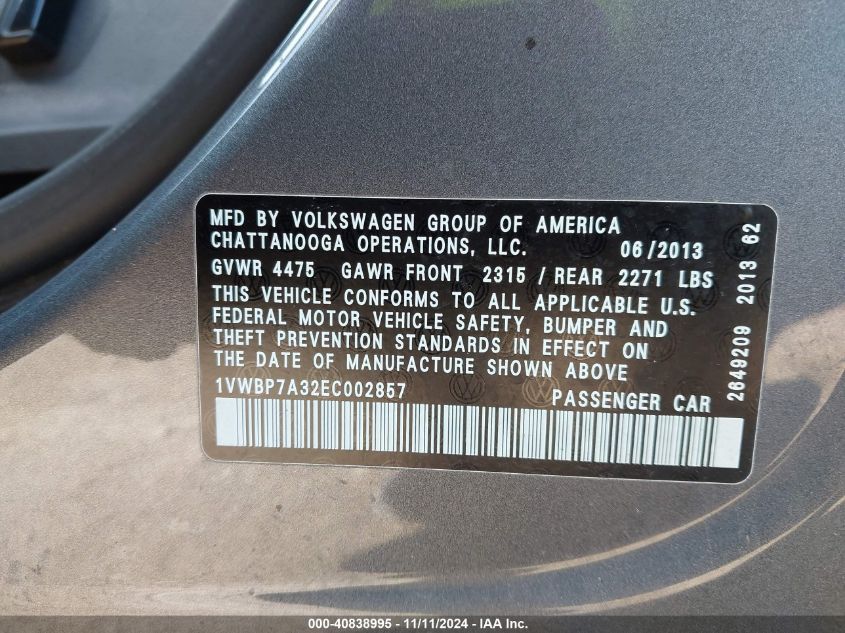 MFD BY VOLKSWAGEN GROUP OF AMERICA
CHATTANOOGA OPERATIONS, LLC. 06/2013
GVWR 4475 GAWR FRONT 2315 / REAR 2271 LBS
THIS VEHICLE CONFORMS TO ALL APPLICABLE U.S.
FEDERAL MOTOR VEHICLE SAFETY, BUMPER AND
THEFT PREVENTION STANDARDS IN EFFECT ON
THE DATE OF MANUFACTURE SHOWN ABOVE
1VWBP7A32EC002857 PASSENGER CAR
2649209 2013 62
000-40838995 - 11/11/2024 - IAA Inc.